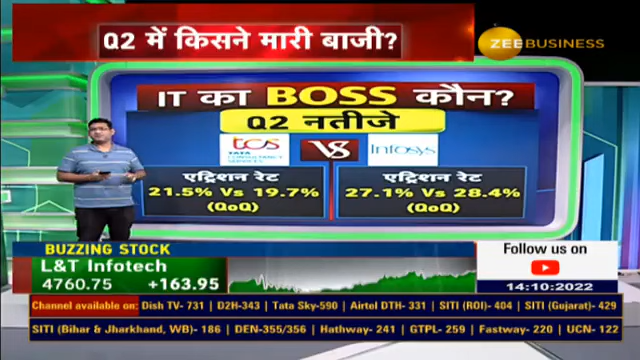 Q2 में किसने मारी बाजी?
ZEE BUSINESS
IT का BOSS कौन?
Q2 नतीजे
tcs
TATA
CONSULTANCY
SERVICES
VS
Infosys
एट्रिशन रेट
21.5% Vs 19.7%
(QoQ)
एट्रिशन रेट
27.1% Vs 28.4%
(QoQ)
BUZZING STOCK
L&T Infotech
4760.75 +163.95
Follow us on
14:10:2022
Channel available on: Dish TV- 731 | D2H-343 | Tata Sky-590 | Airtel DTH- 331 | SITI (ROI)- 404 | SITI (Gujarat)- 429
SITI (Bihar & Jharkhand, WB)- 186 | DEN-355/356 | Hathway- 241 | GTPL- 259 | Fastway- 220 | UCN- 122